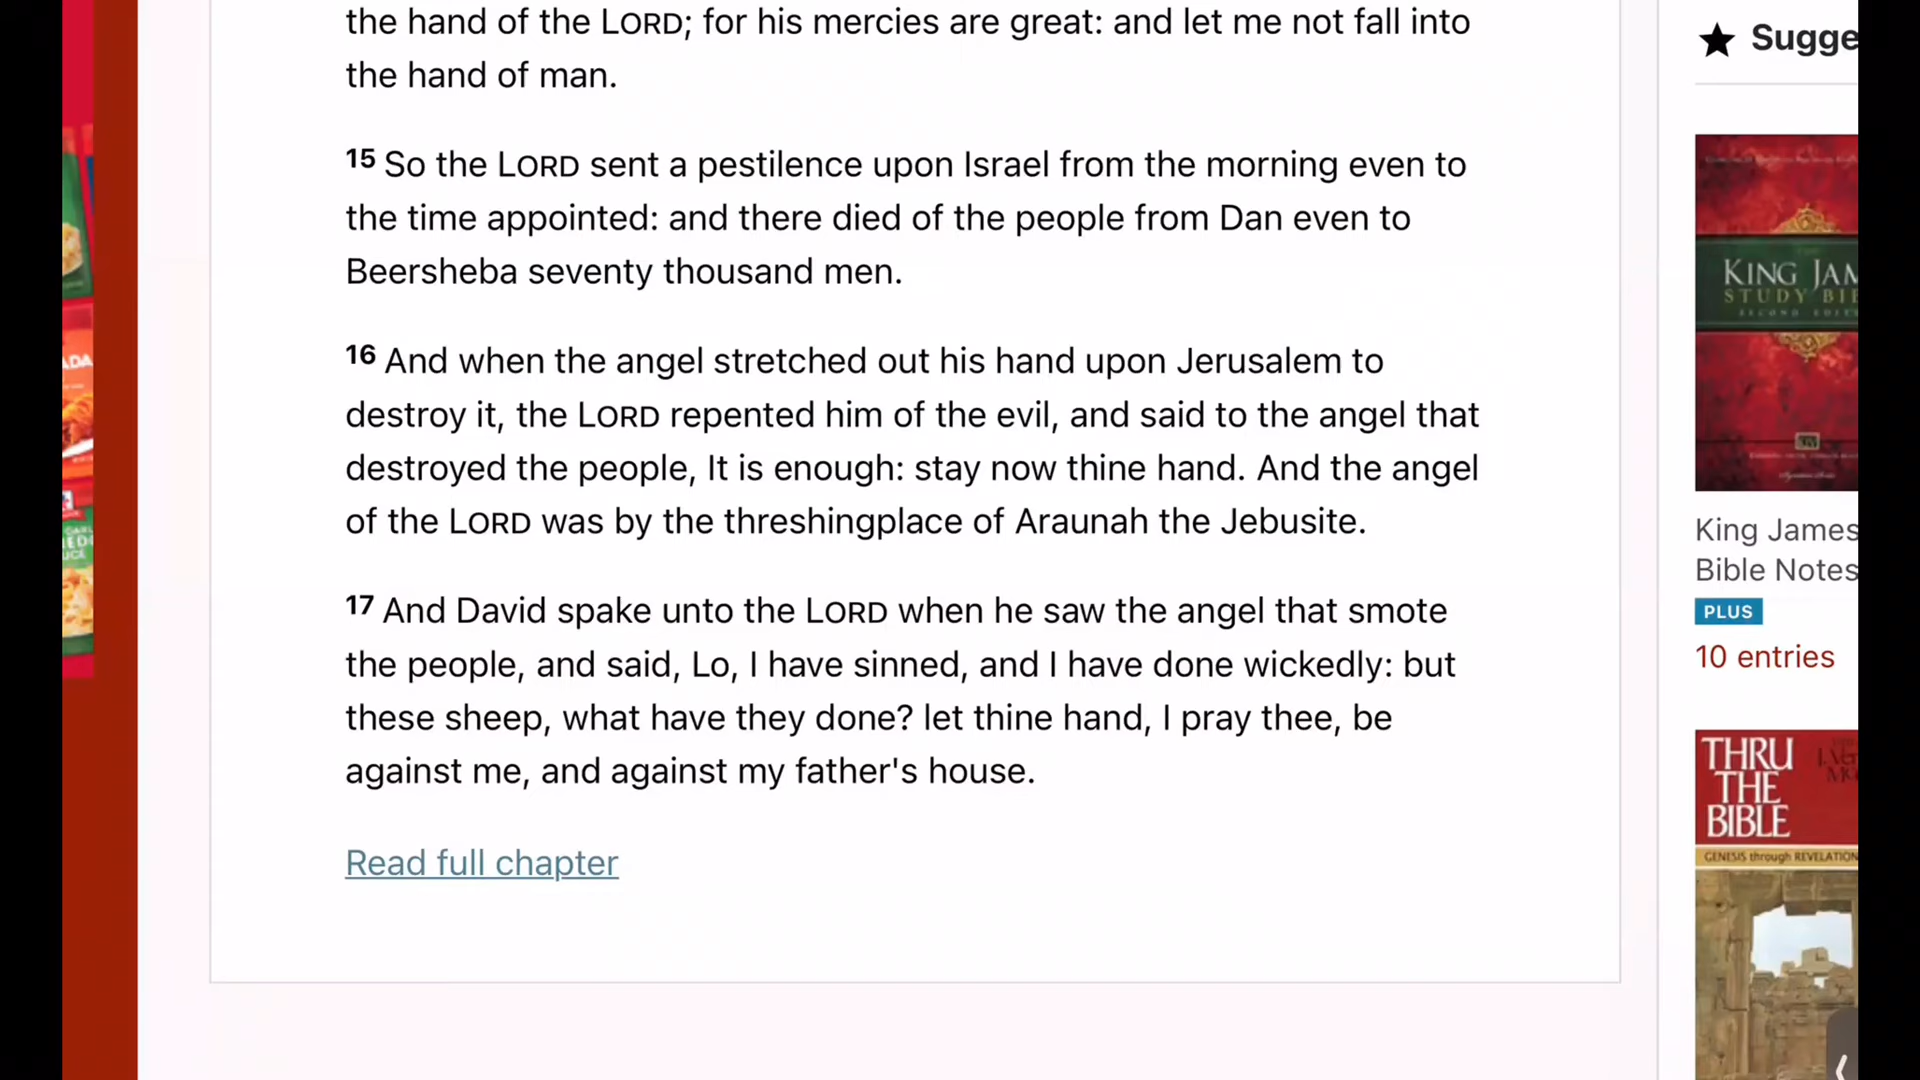 the hand of the LORD; for his mercies are great: and let me not fall into
the hand of man.
15 So the LORD sent a pestilence upon Israel from the morning even to
the time appointed: and there died of the people from Dan even to
Beersheba seventy thousand men.
16 And when the angel stretched out his hand upon Jerusalem to
destroy it, the LORD repented him of the evil, and said to the angel that
destroyed the people, It is enough: stay now thine hand. And the angel
of the LORD was by the threshingplace of Araunah the Jebusite.
17 And David spake unto the LORD when he saw the angel that smote
the people, and said, Lo, I have sinned, and I have done wickedly: but
these sheep, what have they done? let thine hand, I pray thee, be
against me, and against my father's house.
Read full chapter
★ Sugge
KING JAM
STUDY BI
SECOND EDIT
King James
Bible Notes
PLUS
10 entries
THRU
THE
BIBLE
GENESIS through REVELATION